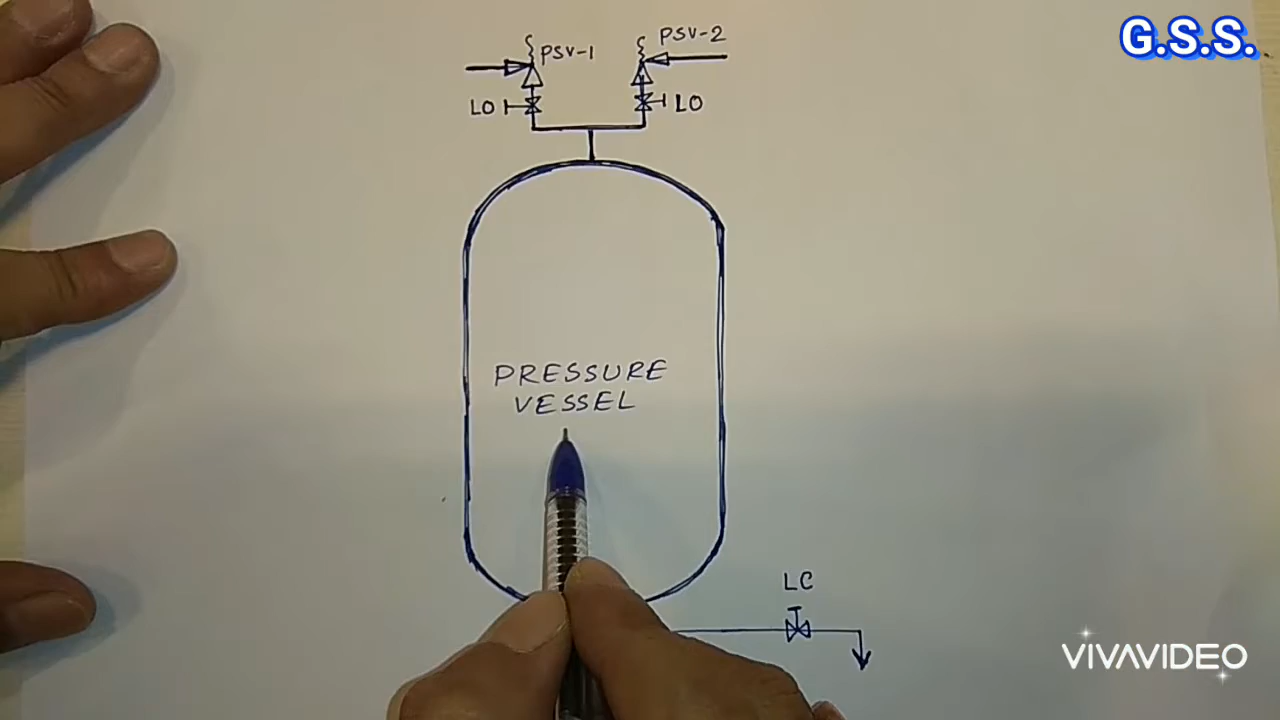 G.S.S.
PSV-1
PSV-2
LO
LO
PRESSURE
VESSEL
LC
VIVAVIDEO